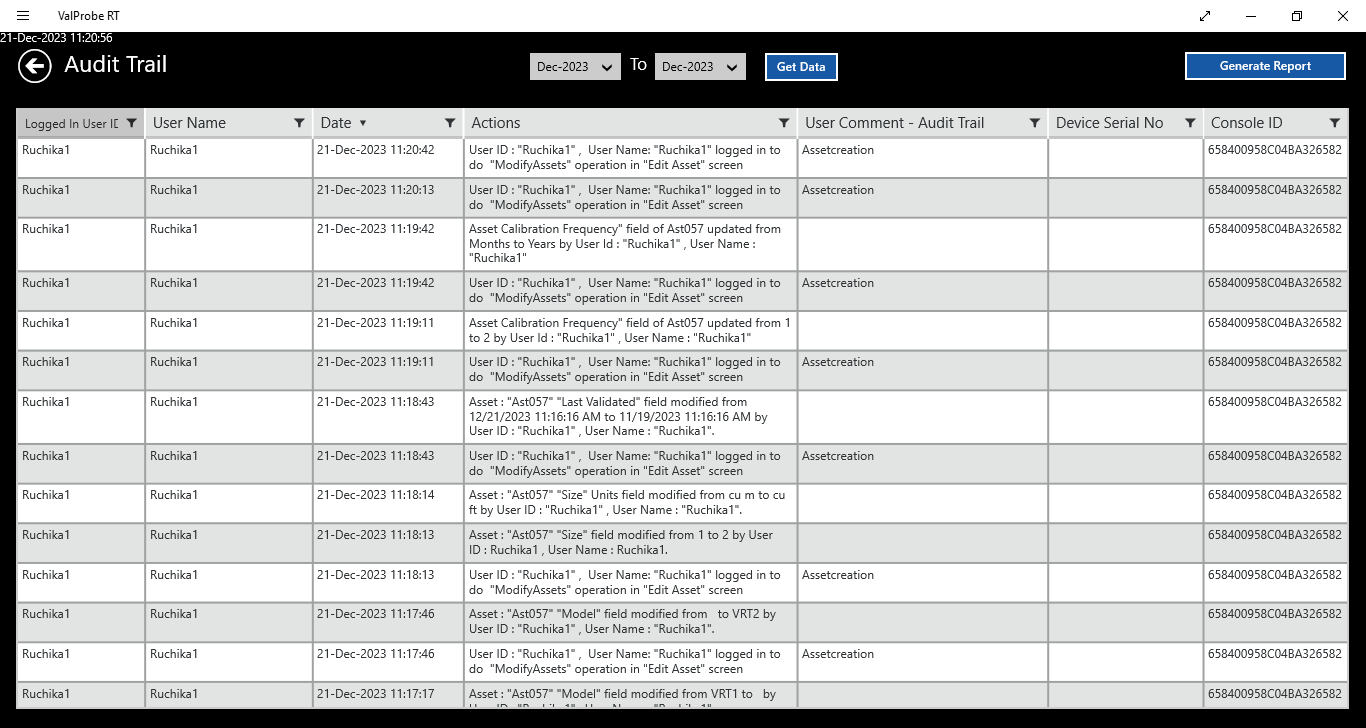 ValProbe RT
21-Dec-2023 11:20:56
Audit Trail
Dec-2023 To Dec-2023 Get Data Generate Report
Logged In User ID User Name Date Actions User Comment - Audit Trail Device Serial No Console ID
Ruchika1 Ruchika1 21-Dec-2023 11:20:42 User ID : "Ruchika1" , User Name: "Ruchika1" logged in to Assetcreation 658400958C04BA326582
do "ModifyAssets" operation in "Edit Asset" screen
Ruchika1 Ruchika1 21-Dec-2023 11:20:13 User ID : "Ruchika1" , User Name: "Ruchika1" logged in to Assetcreation 658400958C04BA326582
do "ModifyAssets" operation in "Edit Asset" screen
Ruchika1 Ruchika1 21-Dec-2023 11:19:42 Asset Calibration Frequency" field of Ast057 updated from 658400958C04BA326582
Months to Years by User Id : "Ruchika1" , User Name :
"Ruchika1"
Ruchika1 Ruchika1 21-Dec-2023 11:19:42 User ID : "Ruchika1" , User Name: "Ruchika1" logged in to Assetcreation 658400958C04BA326582
do "ModifyAssets" operation in "Edit Asset" screen
Ruchika1 Ruchika1 21-Dec-2023 11:19:11 Asset Calibration Frequency" field of Ast057 updated from 1 658400958C04BA326582
to 2 by User Id : "Ruchika1" , User Name : "Ruchika1"
Ruchika1 Ruchika1 21-Dec-2023 11:19:11 User ID : "Ruchika1" , User Name: "Ruchika1" logged in to Assetcreation 658400958C04BA326582
do "ModifyAssets" operation in "Edit Asset" screen
Ruchika1 Ruchika1 21-Dec-2023 11:18:43 Asset : "Ast057" "Last Validated" field modified from 658400958C04BA326582
12/21/2023 11:16:16 AM to 11/19/2023 11:16:16 AM by
User ID : "Ruchika1" , User Name : "Ruchika1".
Ruchika1 Ruchika1 21-Dec-2023 11:18:43 User ID : "Ruchika1" , User Name: "Ruchika1" logged in to Assetcreation 658400958C04BA326582
do "ModifyAssets" operation in "Edit Asset" screen
Ruchika1 Ruchika1 21-Dec-2023 11:18:14 Asset : "Ast057" "Size" Units field modified from cu m to cu 658400958C04BA326582
ft by User ID : "Ruchika1" , User Name : "Ruchika1".
Ruchika1 Ruchika1 21-Dec-2023 11:18:13 Asset : "Ast057" "Size" field modified from 1 to 2 by User 658400958C04BA326582
ID : Ruchika1 , User Name : Ruchika1.
Ruchika1 Ruchika1 21-Dec-2023 11:18:13 User ID : "Ruchika1" , User Name: "Ruchika1" logged in to Assetcreation 658400958C04BA326582
do "ModifyAssets" operation in "Edit Asset" screen
Ruchika1 Ruchika1 21-Dec-2023 11:17:46 Asset : "Ast057" "Model" field modified from to VRT2 by 658400958C04BA326582
User ID : "Ruchika1" , User Name : "Ruchika1".
Ruchika1 Ruchika1 21-Dec-2023 11:17:46 User ID : "Ruchika1" , User Name: "Ruchika1" logged in to Assetcreation 658400958C04BA326582
do "ModifyAssets" operation in "Edit Asset" screen
Ruchika1 Ruchika1 21-Dec-2023 11:17:17 Asset : "Ast057" "Model" field modified from VRT1 to by 658400958C04BA326582